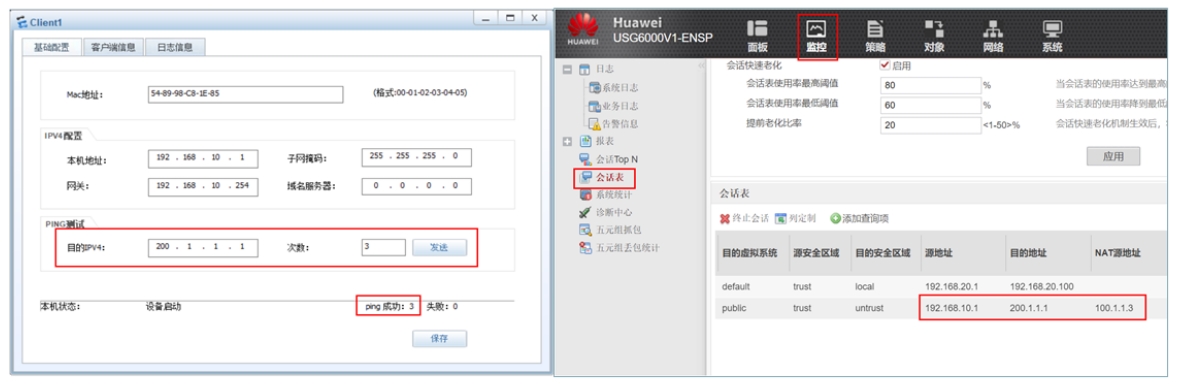 Client1
基础配置 客户端信息 日志信息
Mac地址: 54-89-98-CB-1E-85 (格式:00-01-02-03-04-05)
IPV4配置
本机地址: 192 . 168 . 10 . 1 子网掩码: 255 . 255 . 255 . 0
网关: 192 . 168 . 10 . 254 域名服务器: 0 . 0 . 0 . 0
PING测试
目的IPV4: 200 . 1 . 1 . 1 次数: 3 发送
本机状态: 设备启动 ping 成功: 3 失败: 0
保存
HUAWEI
Huawei
USG6000V1-ENSP
面板 监控 策略 对象 网络 系统
日志
系统日志
业务日志
告警信息
报表
会话Top N
会话表
系统统计
诊断中心
五元组抓包
五元组丢包统计
会话快速老化 启用
会话表使用率最高阈值 80 % 当会话表的使用率达到最高
会话表使用率最低阈值 60 % 当会话表的使用率降到最低
提前老化比率 20 <1-50>% 会话快速老化机制生效后,
应用
会话表
终止会话 列定制 添加查询项
目的虚拟系统 源安全区域 目的安全区域 源地址 目的地址 NAT源地址
default trust local 192.168.20.1 192.168.20.100
public trust untrust 192.168.10.1 200.1.1.1 100.1.1.3